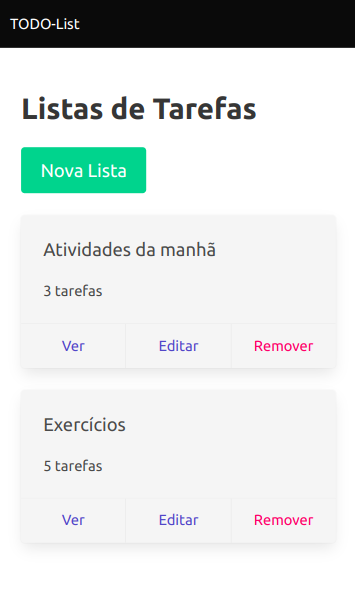 TODO-List
Listas de Tarefas
Nova Lista
Atividades da manhã
3 tarefas
Ver Editar Remover
Exercícios
5 tarefas
Ver Editar Remover